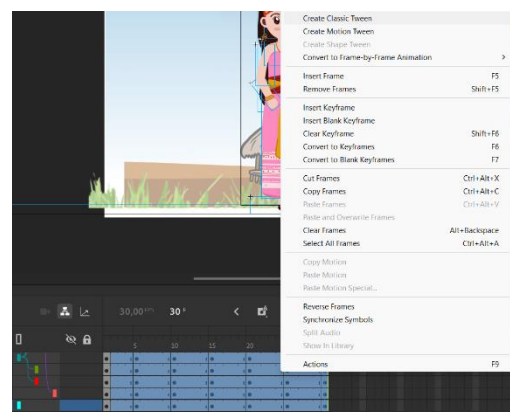 Create Classic Tween
Create Motion Tween
Create Shape Tween
Convert to Frame-by-Frame Animation >
Insert Frame F5
Remove Frames Shift+F5
Insert Keyframe
Insert Blank Keyframe
Clear Keyframe Shift+F6
Convert to Keyframes F6
Convert to Blank Keyframes F7
Cut Frames Ctrl+Alt+X
Copy Frames Ctrl+Alt+C
Paste Frames Ctrl+Alt+V
Paste and Overwrite Frames
Clear Frames Alt+Backspace
Select All Frames Ctrl+Alt+A
Copy Motion
Paste Motion
Paste Motion Special...
Reverse Frames
Synchronize Symbols
Split Audio
Show In Library
Actions F9
30,00 FPS 30 F
5 10 15 20